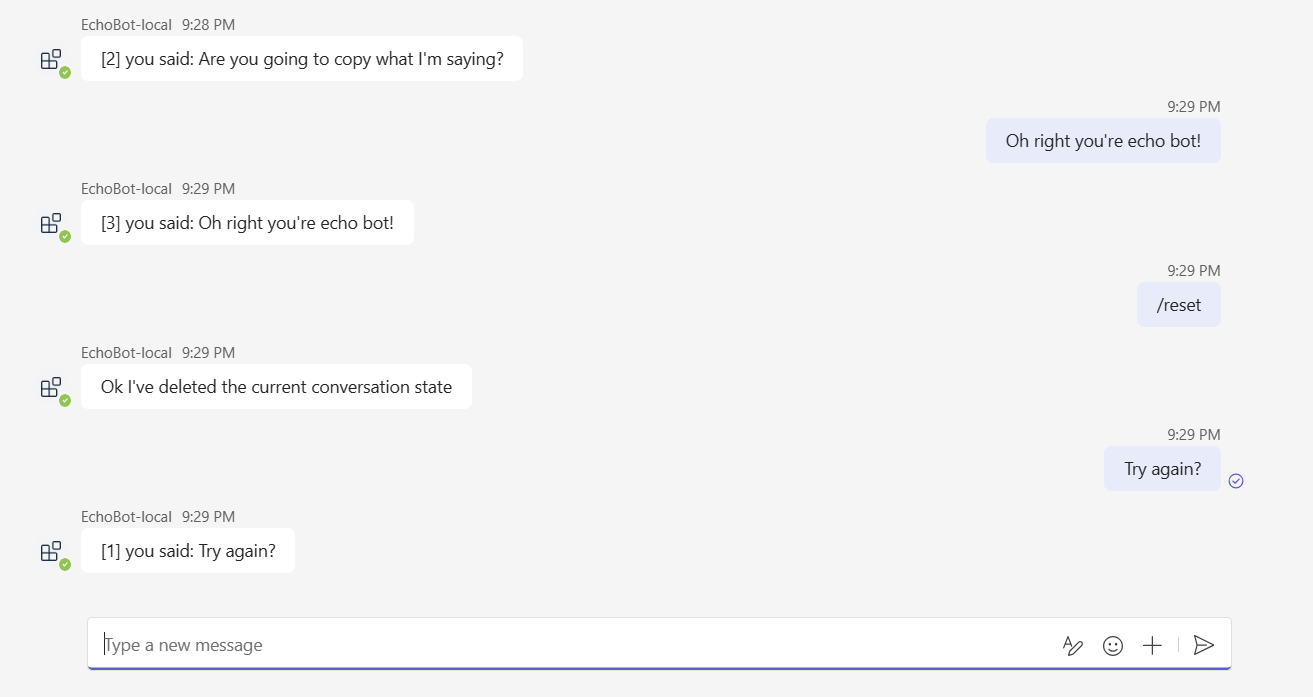 EchoBot-local 9:28 PM
[2] you said: Are you going to copy what I'm saying?
9:29 PM
Oh right you're echo bot!
EchoBot-local 9:29 PM
[3] you said: Oh right you're echo bot!
9:29 PM
/reset
EchoBot-local 9:29 PM
Ok I've deleted the current conversation state
9:29 PM
Try again?
EchoBot-local 9:29 PM
[1] you said: Try again?
Type a new message